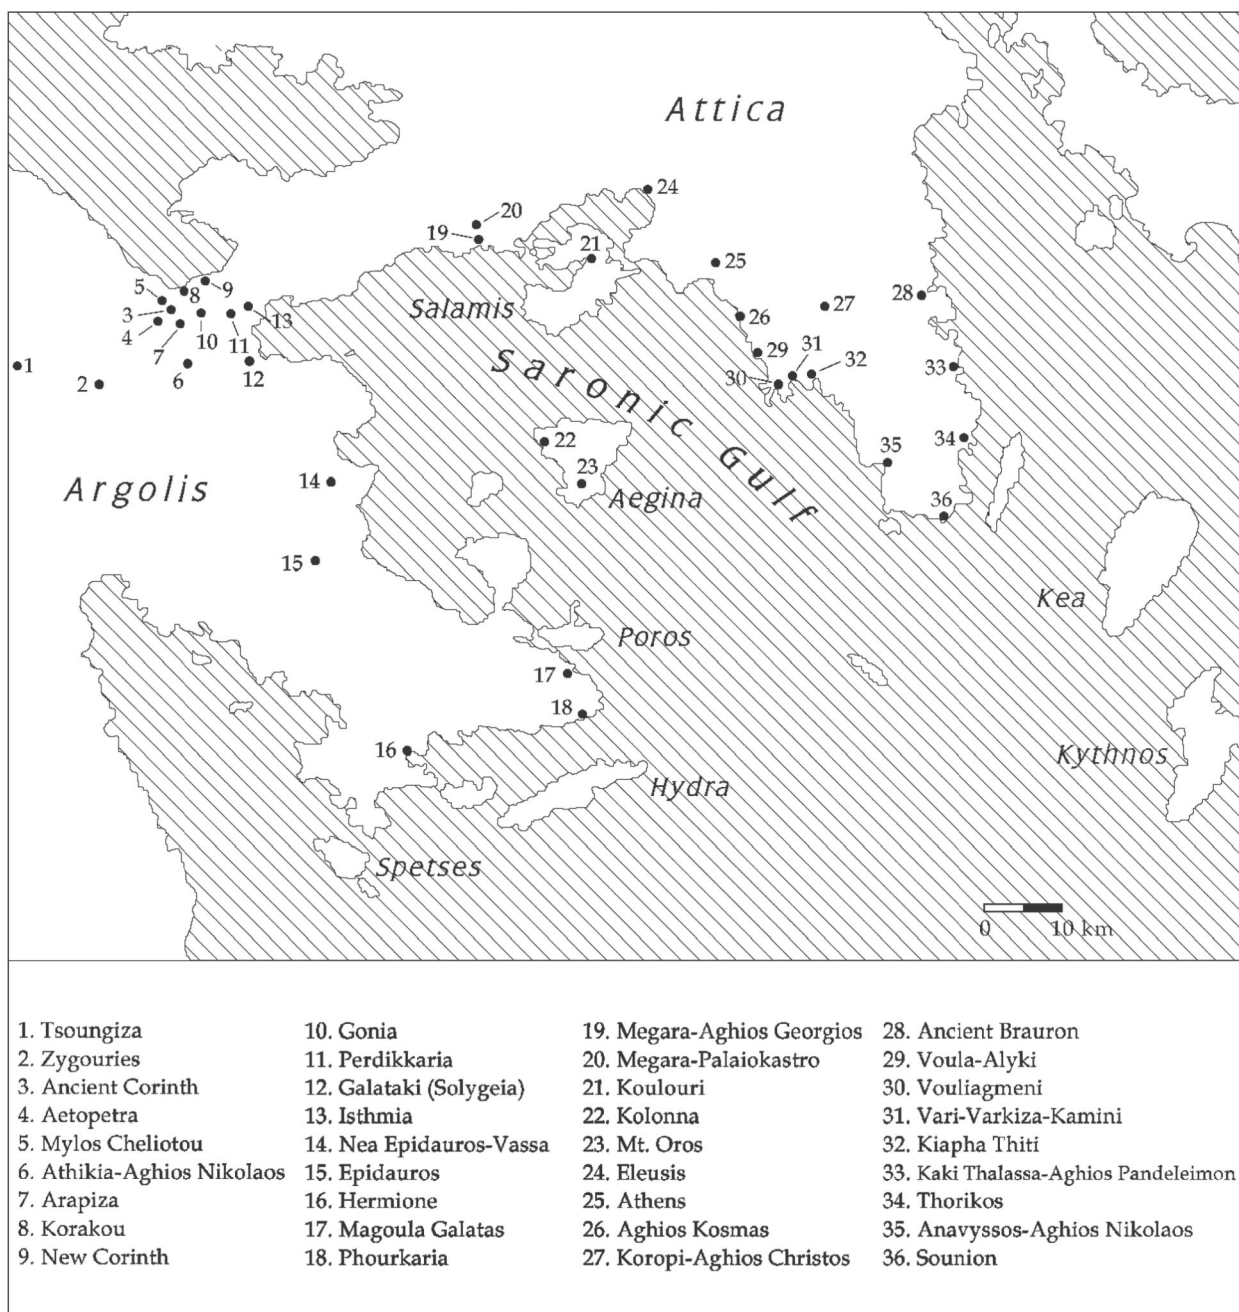 Attica
24
20
19
21
25
5
8
9
3
4
7
10
11
13
Salamis
26
27
28
1
2
6
12
Saronic Gulf
29
31
30
32
33
22
23
Aegina
35
34
36
Argolis
14
15
Kea
Poros
17
18
16
Hydra
Kythnos
Spetses
0 10 km
1. Tsoungiza
2. Zygouries
3. Ancient Corinth
4. Aetopetra
5. Mylos Cheliotou
6. Athikia-Aghios Nikolaos
7. Arapiza
8. Korakou
9. New Corinth
10. Gonia
11. Perdikkaria
12. Galataki (Solygeia)
13. Isthmia
14. Nea Epidauros-Vassa
15. Epidauros
16. Hermione
17. Magoula Galatas
18. Phourkaria
19. Megara-Aghios Georgios
20. Megara-Palaiokastro
21. Koulouri
22. Kolonna
23. Mt. Oros
24. Eleusis
25. Athens
26. Aghios Kosmas
27. Koropi-Aghios Christos
28. Ancient Brauron
29. Voula-Alyki
30. Vouliagmeni
31. Vari-Varkiza-Kamini
32. Kiapha Thiti
33. Kaki Thalassa-Aghios Pandeleimon
34. Thorikos
35. Anavyssos-Aghios Nikolaos
36. Sounion